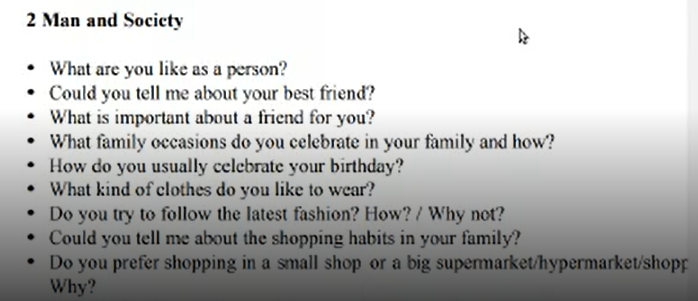 2 Man and Society
• What are you like as a person?
• Could you tell me about your best friend?
• What is important about a friend for you?
• What family occasions do you celebrate in your family and how?
• How do you usually celebrate your birthday?
• What kind of clothes do you like to wear?
• Do you try to follow the latest fashion? How? / Why not?
• Could you tell me about the shopping habits in your family?
• Do you prefer shopping in a small shop or a big supermarket/hypermarket/shopp
Why?